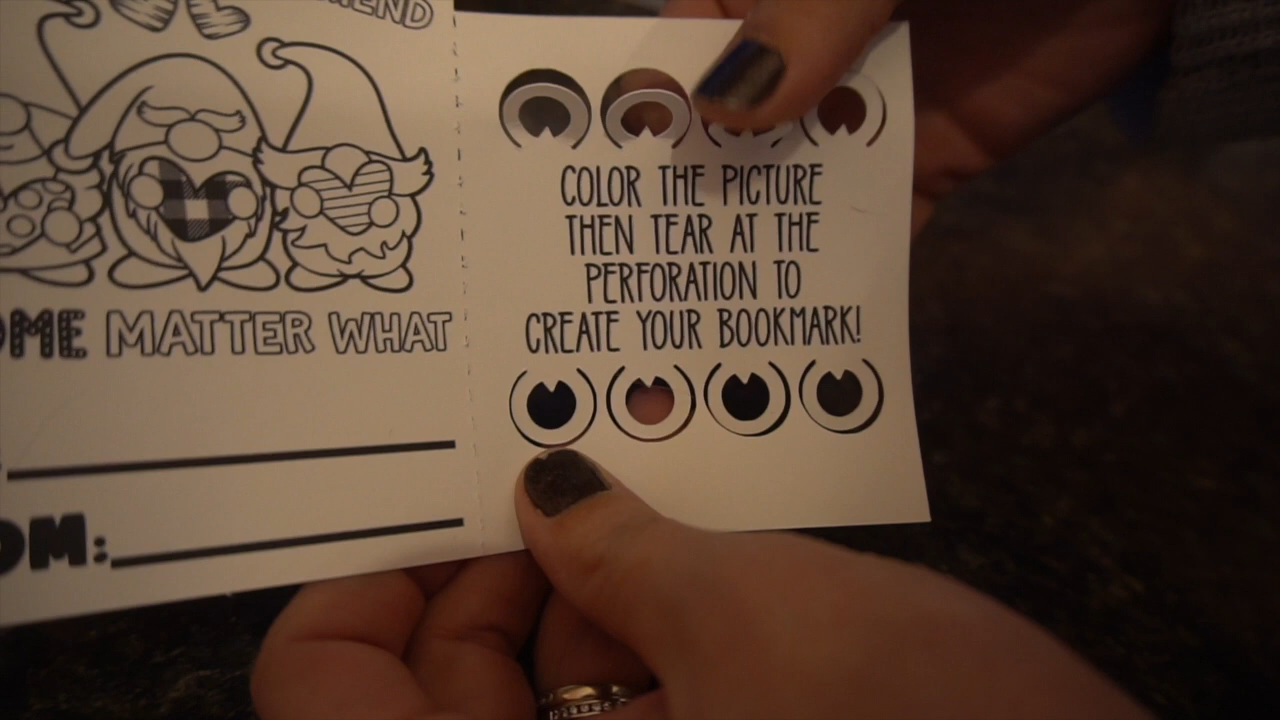 COLOR THE PICTURE
THEN TEAR AT THE
PERFORATION TO
CREATE YOUR BOOKMARK!
MATTER WHAT